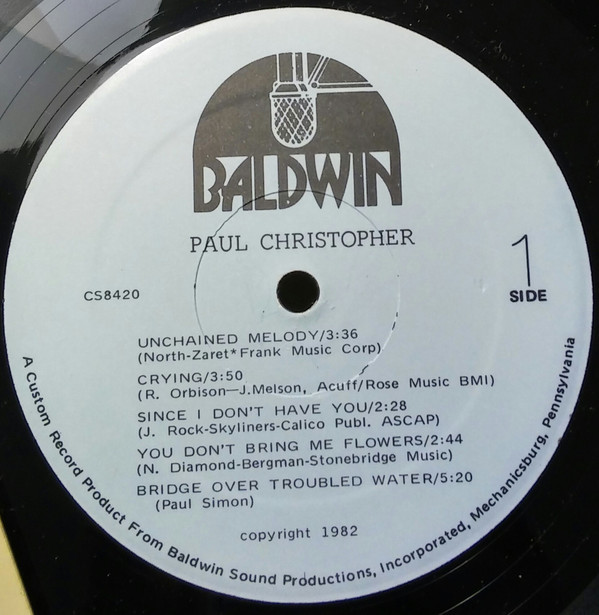 BALDWIN
PAUL CHRISTOPHER
1
CS8420
SIDE
UNCHAINED MELODY/3:36
(North-Zaret*Frank Music Corp)
CRYING/3:50
(R. Orbison—J.Melson, Acuff/Rose Music BMI)
SINCE I DON'T HAVE YOU/2:28
(J. Rock-Skyliners-Calico Publ. ASCAP)
YOU DON'T BRING ME FLOWERS/2:44
(N. Diamond-Bergman-Stonebridge Music)
BRIDGE OVER TROUBLED WATER/5:20
(Paul Simon)
copyright 1982
A Custom Record Product From Baldwin Sound Productions, Incorporated, Mechanicsburg, Pennsylvania